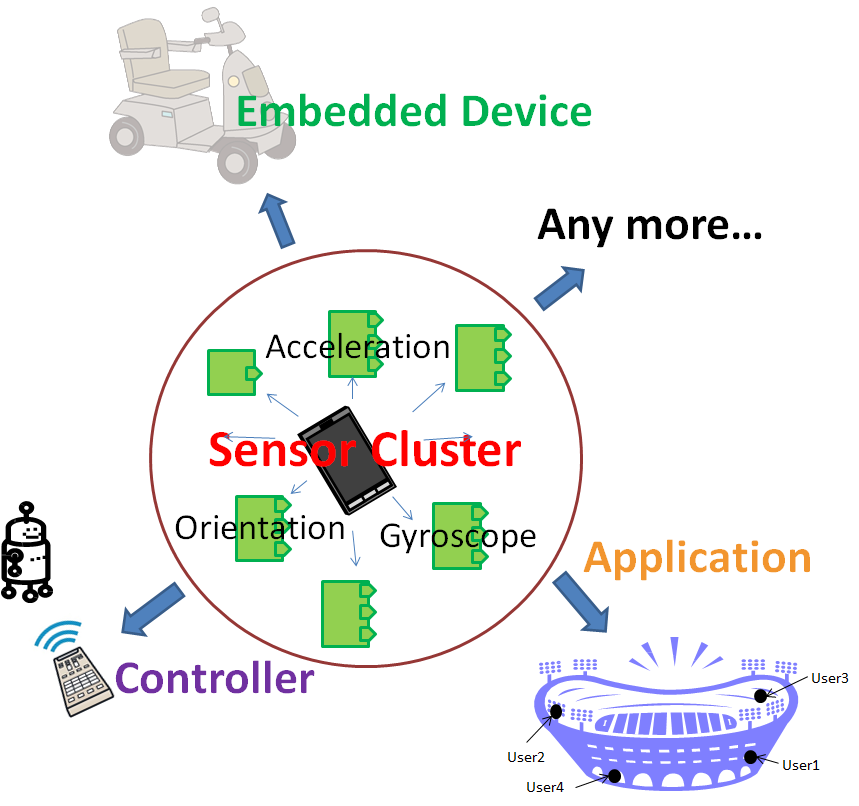 Embedded Device
Any more...
Acceleration
Sensor Cluster
Orientation
Gyroscope
Application
Controller
User3
User2
User1
User4